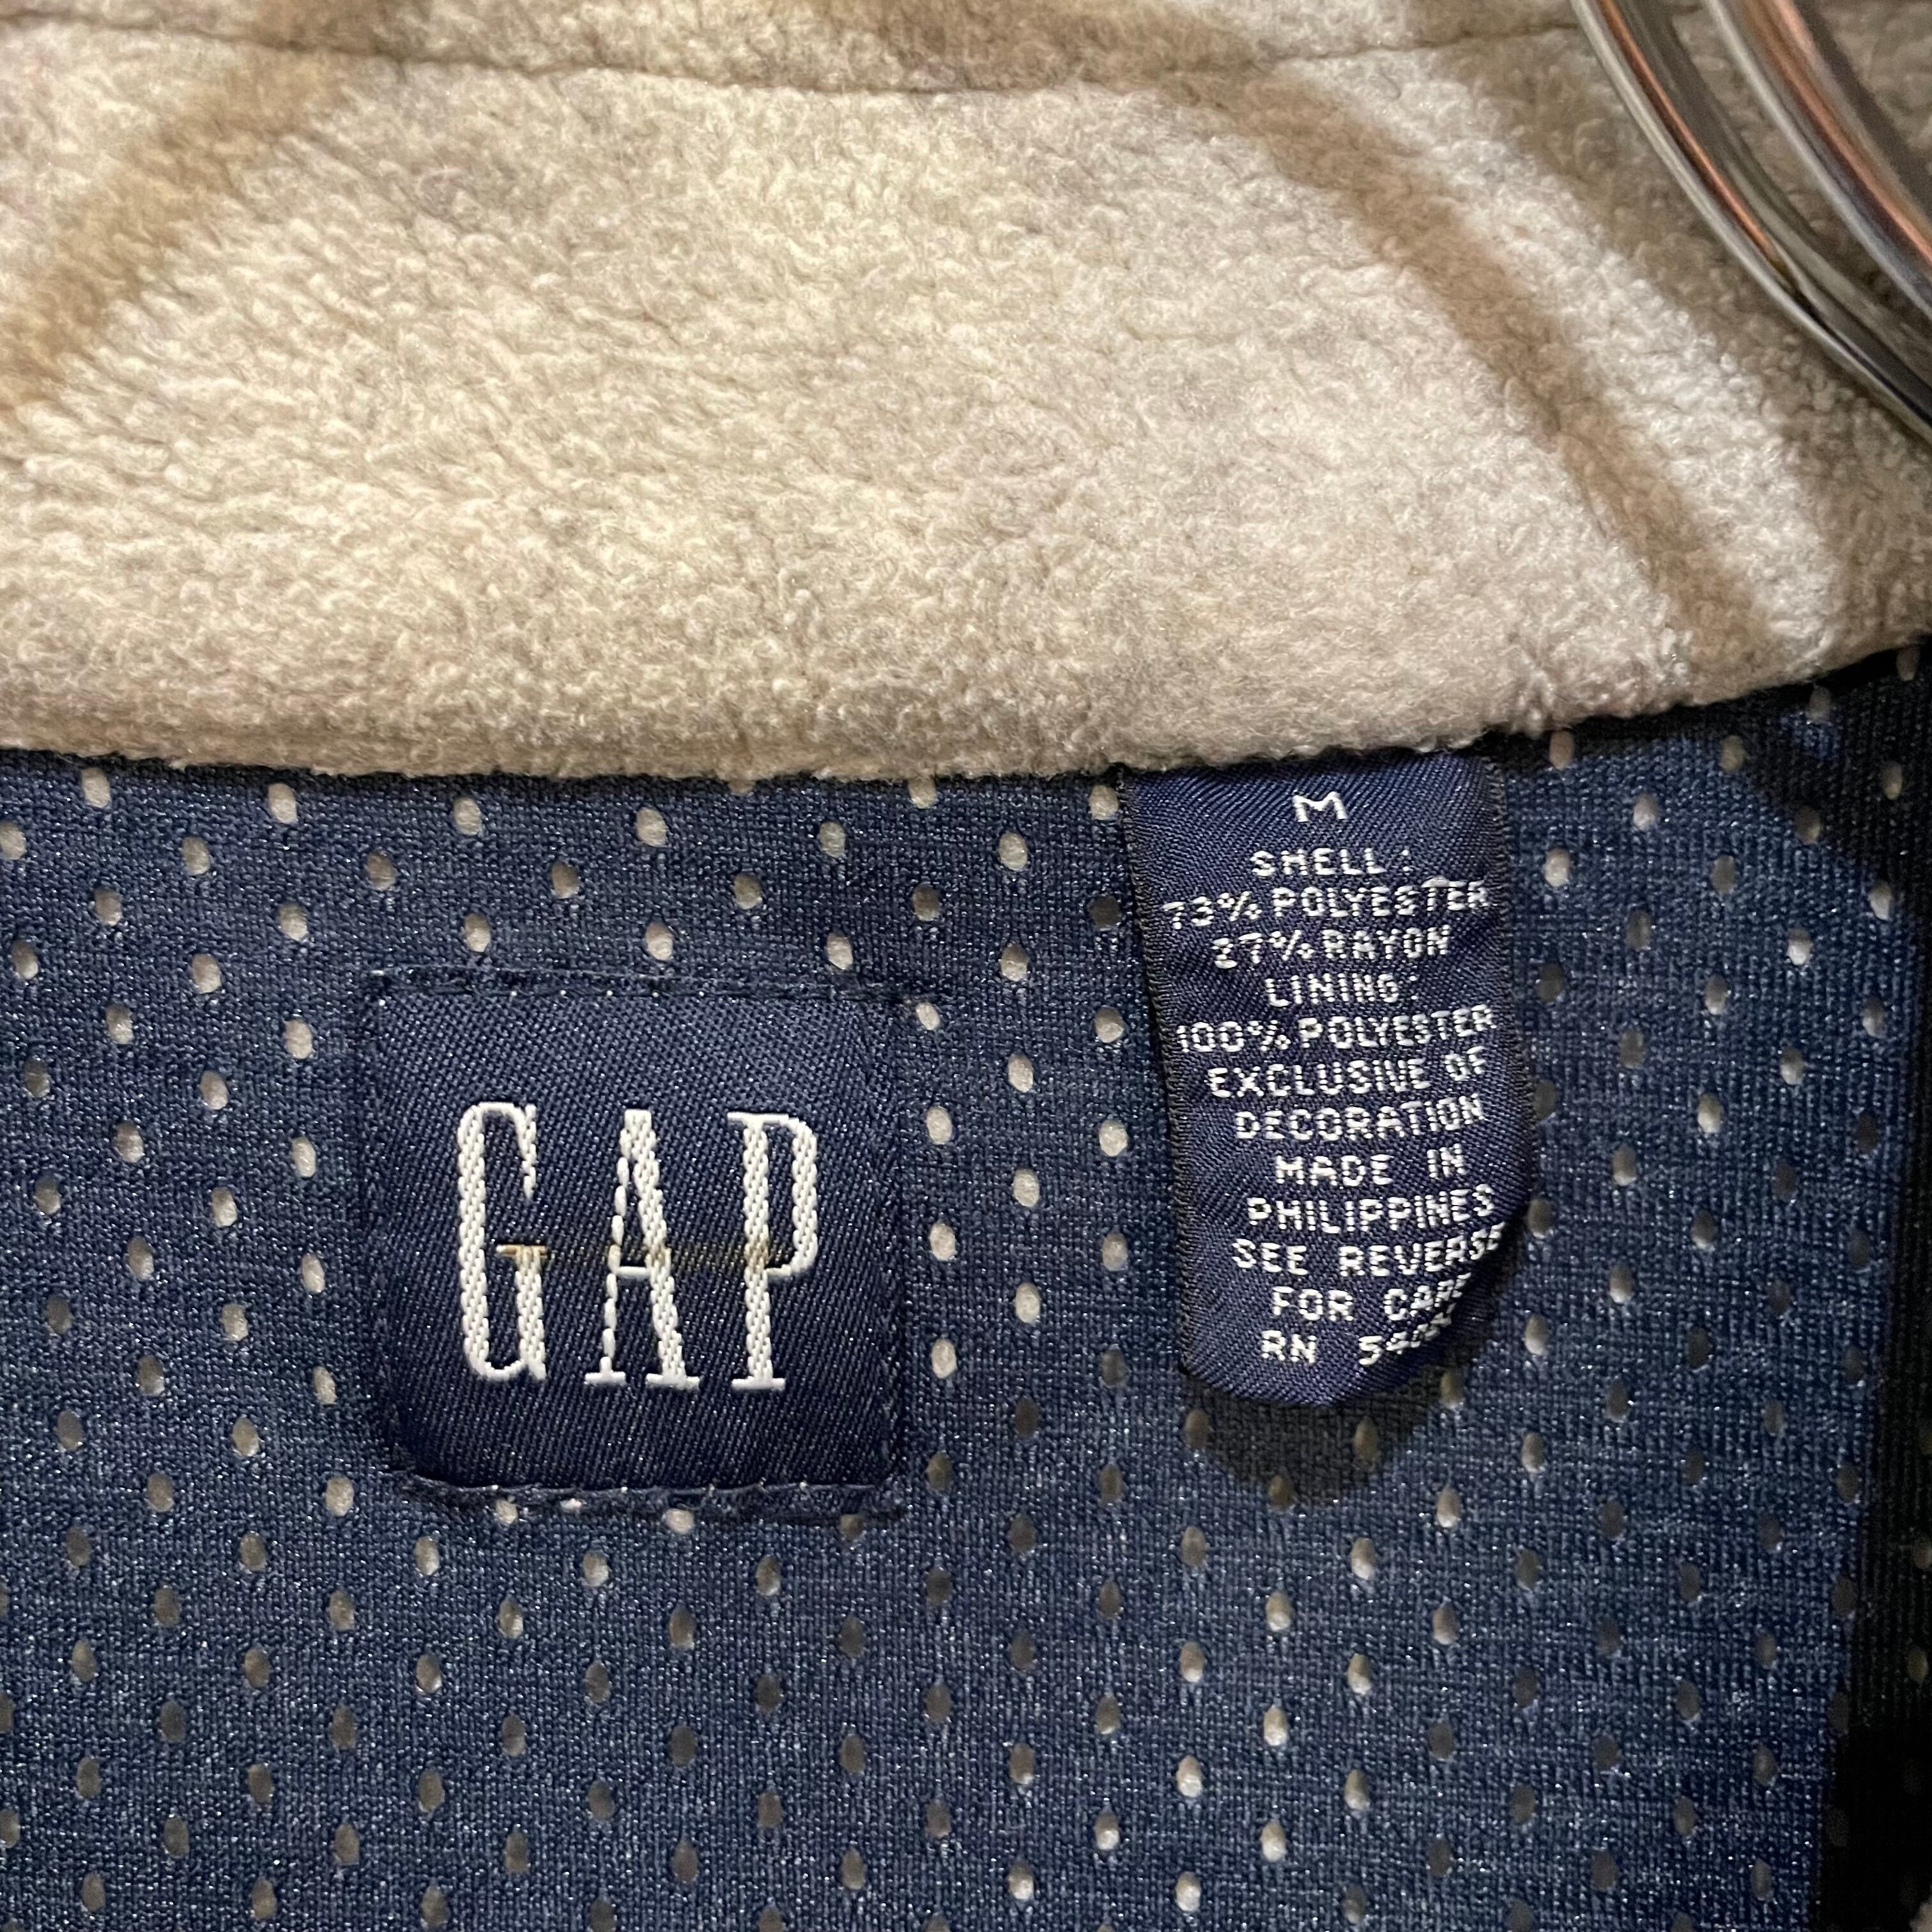 GAP
M
SHELL:
73% POLYESTER
27% RAYON
LINING:
100% POLYESTER
EXCLUSIVE OF
DECORATION
MADE IN
PHILIPPINES
SEE REVERSE
FOR CARE
RN